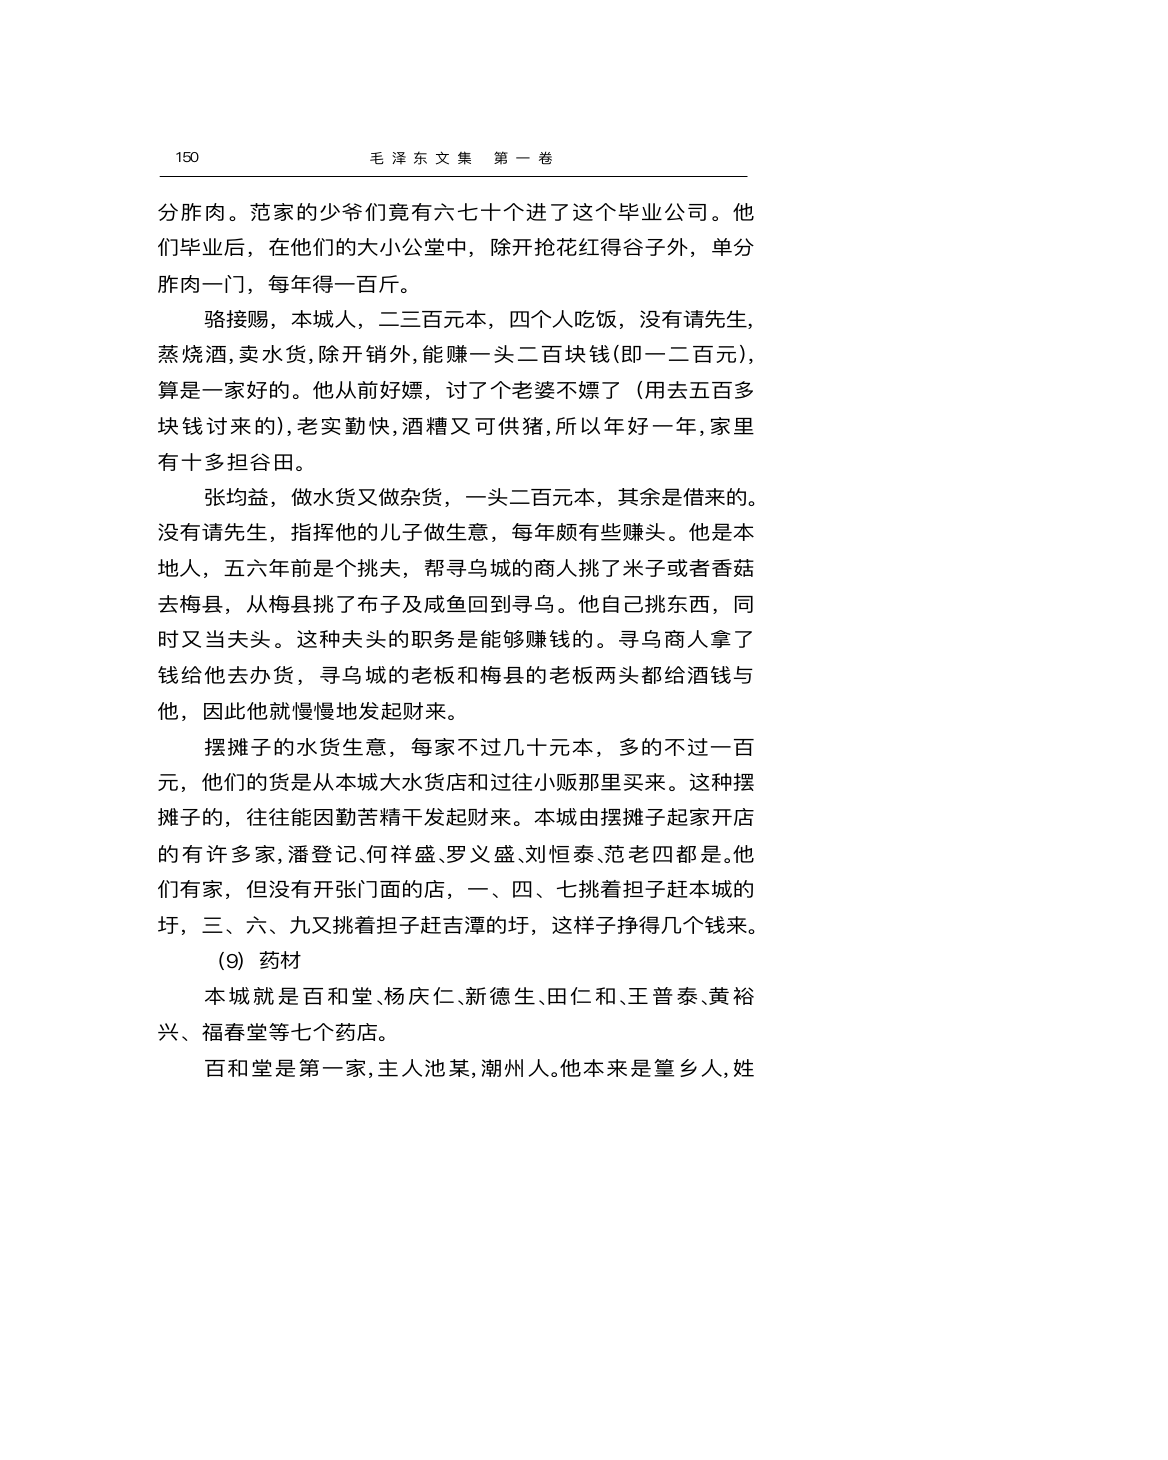 150 毛泽东文集 第一卷
分胙肉。范家的少爷们竟有六七十个进了这个毕业公司。他
们毕业后，在他们的大小公堂中，除开抢花红得谷子外，单分
胙肉一门，每年得一百斤。
骆接赐，本城人，二三百元本，四个人吃饭，没有请先生，
蒸烧酒,卖水货,除开销外,能赚一头二百块钱(即一二百元),
算是一家好的。他从前好嫖，讨了个老婆不嫖了（用去五百多
块钱讨来的),老实勤快,酒糟又可供猪,所以年好一年,家里
有十多担谷田。
张均益，做水货又做杂货，一头二百元本，其余是借来的。
没有请先生，指挥他的儿子做生意，每年颇有些赚头。他是本
地人，五六年前是个挑夫，帮寻乌城的商人挑了米子或者香菇
去梅县，从梅县挑了布子及咸鱼回到寻乌。他自己挑东西，同
时又当夫头。这种夫头的职务是能够赚钱的。寻乌商人拿了
钱给他去办货，寻乌城的老板和梅县的老板两头都给酒钱与
他，因此他就慢慢地发起财来。
摆摊子的水货生意，每家不过几十元本，多的不过一百
元，他们的货是从本城大水货店和过往小贩那里买来。这种摆
摊子的，往往能因勤苦精干发起财来。本城由摆摊子起家开店
的有许多家,潘登记、何祥盛、罗义盛、刘恒泰、范老四都是。他
们有家，但没有开张门面的店，一、四、七挑着担子赶本城的
圩，三、六、九又挑着担子赶吉潭的圩，这样子挣得几个钱来。
（9）药材
本城就是百和堂、杨庆仁、新德生、田仁和、王普泰、黄裕
兴、福春堂等七个药店。
百和堂是第一家,主人池某,潮州人。他本来是篁乡人,姓